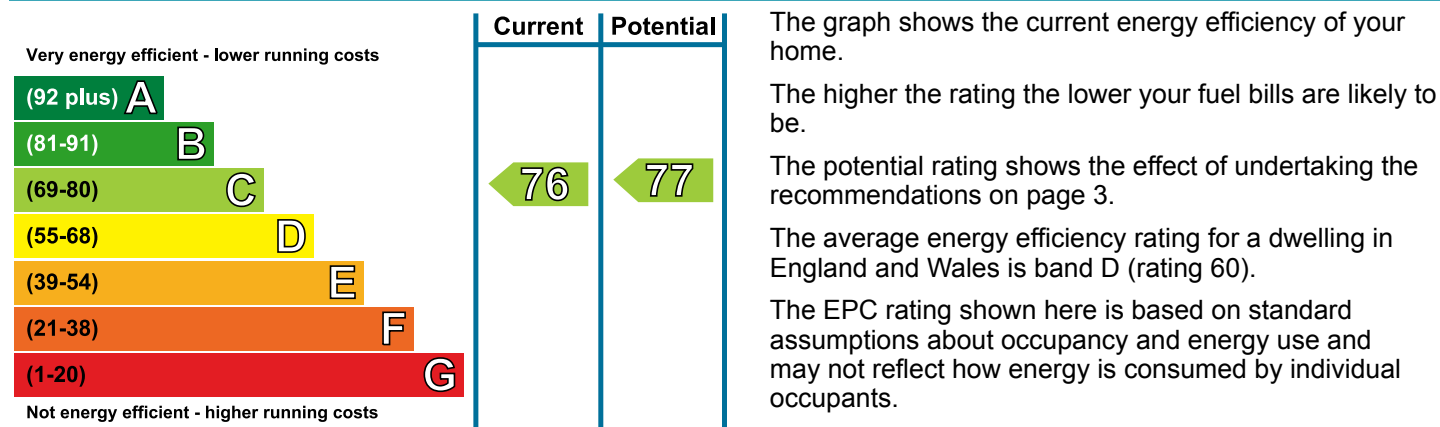 Current Potential
Very energy efficient - lower running costs
(92 plus) A
(81-91) B
(69-80) C
76 77
(55-68) D
(39-54) E
(21-38) F
(1-20) G
Not energy efficient - higher running costs
The graph shows the current energy efficiency of your
home.
The higher the rating the lower your fuel bills are likely to
be.
The potential rating shows the effect of undertaking the
recommendations on page 3.
The average energy efficiency rating for a dwelling in
England and Wales is band D (rating 60).
The EPC rating shown here is based on standard
assumptions about occupancy and energy use and
may not reflect how energy is consumed by individual
occupants.